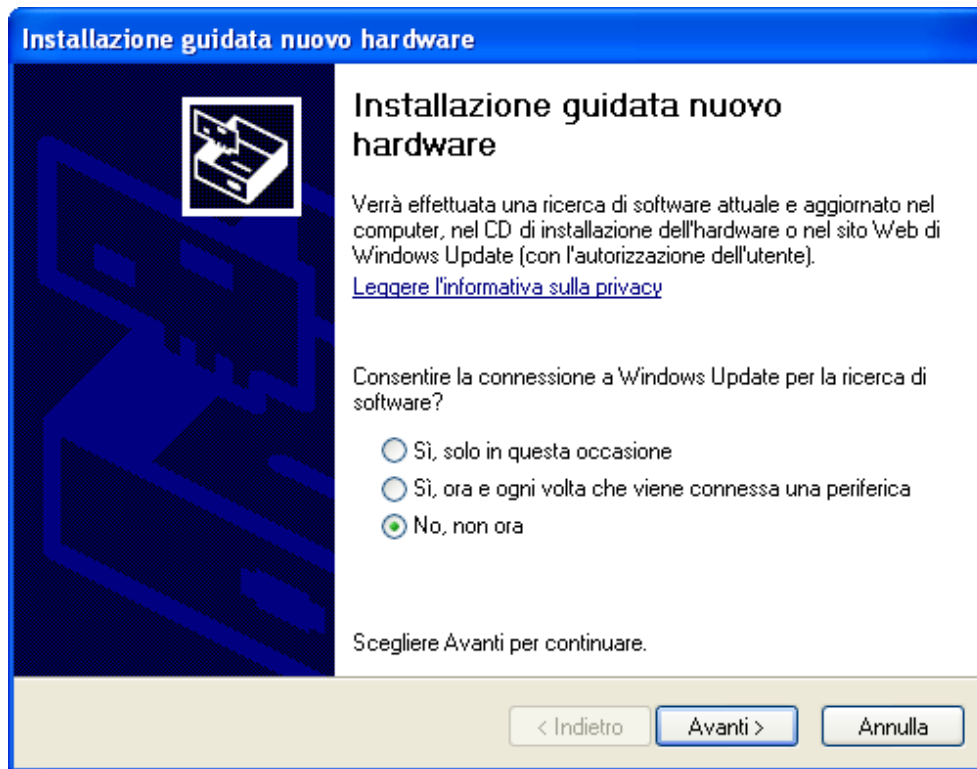 Installazione guidata nuovo hardware
Installazione guidata nuovo
hardware
Verrà effettuata una ricerca di software attuale e aggiornato nel
computer, nel CD di installazione dell'hardware o nel sito Web di
Windows Update (con l'autorizzazione dell'utente).
Leggere l'informativa sulla privacy
Consentire la connessione a Windows Update per la ricerca di
software?
Sì, solo in questa occasione
Sì, ora e ogni volta che viene connessa una periferica
No, non ora
Scegliere Avanti per continuare.
< Indietro Avanti > Annulla